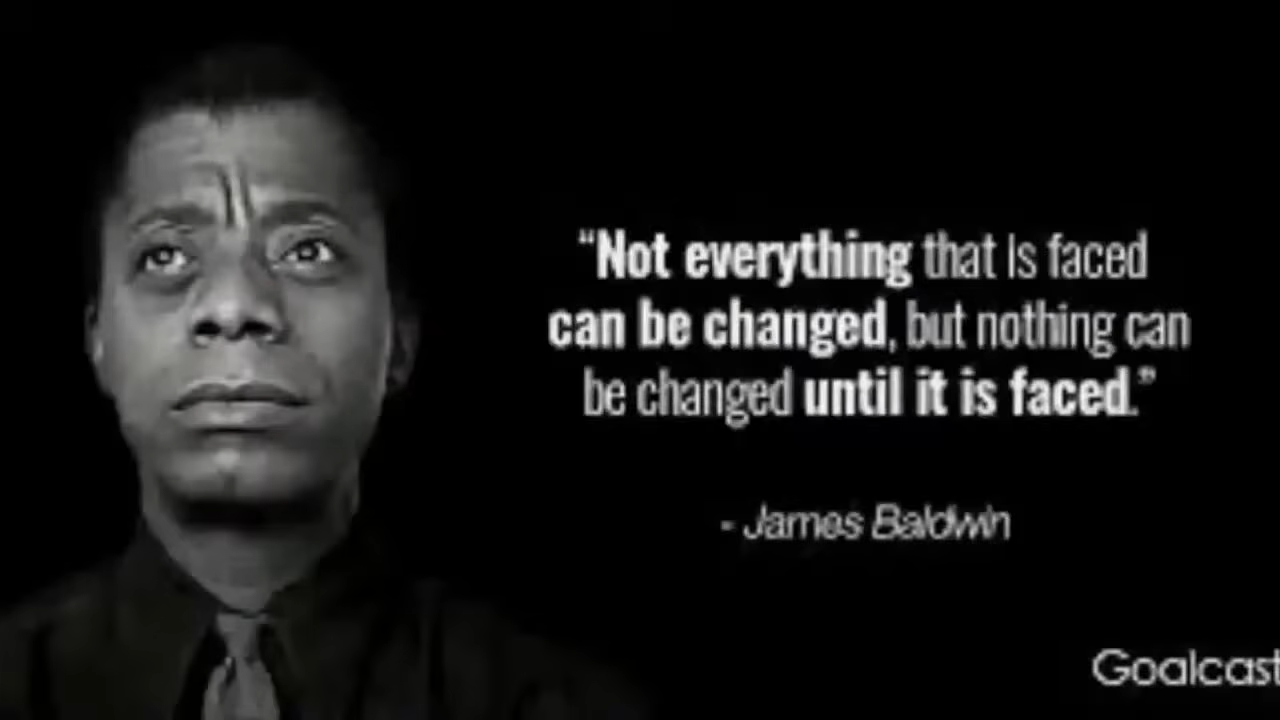 “Not everything that is faced
can be changed, but nothing can
be changed until it is faced.”
- James Baldwin
Goalcast